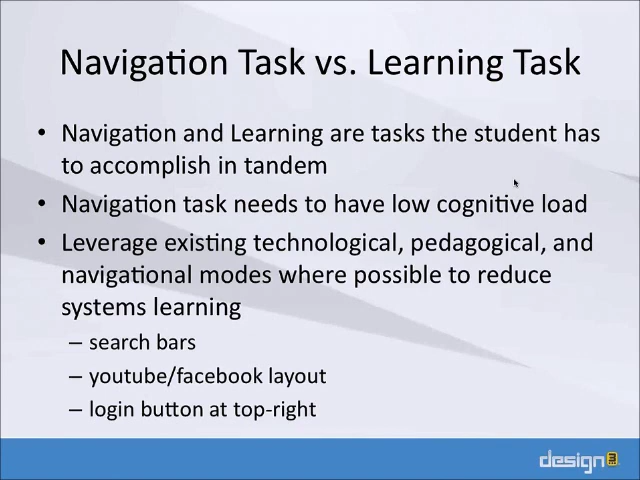 Navigation Task vs. Learning Task
• Navigation and Learning are tasks the student has
to accomplish in tandem
• Navigation task needs to have low cognitive load
• Leverage existing technological, pedagogical, and
navigational modes where possible to reduce
systems learning
– search bars
– youtube/facebook layout
– login button at top-right
design